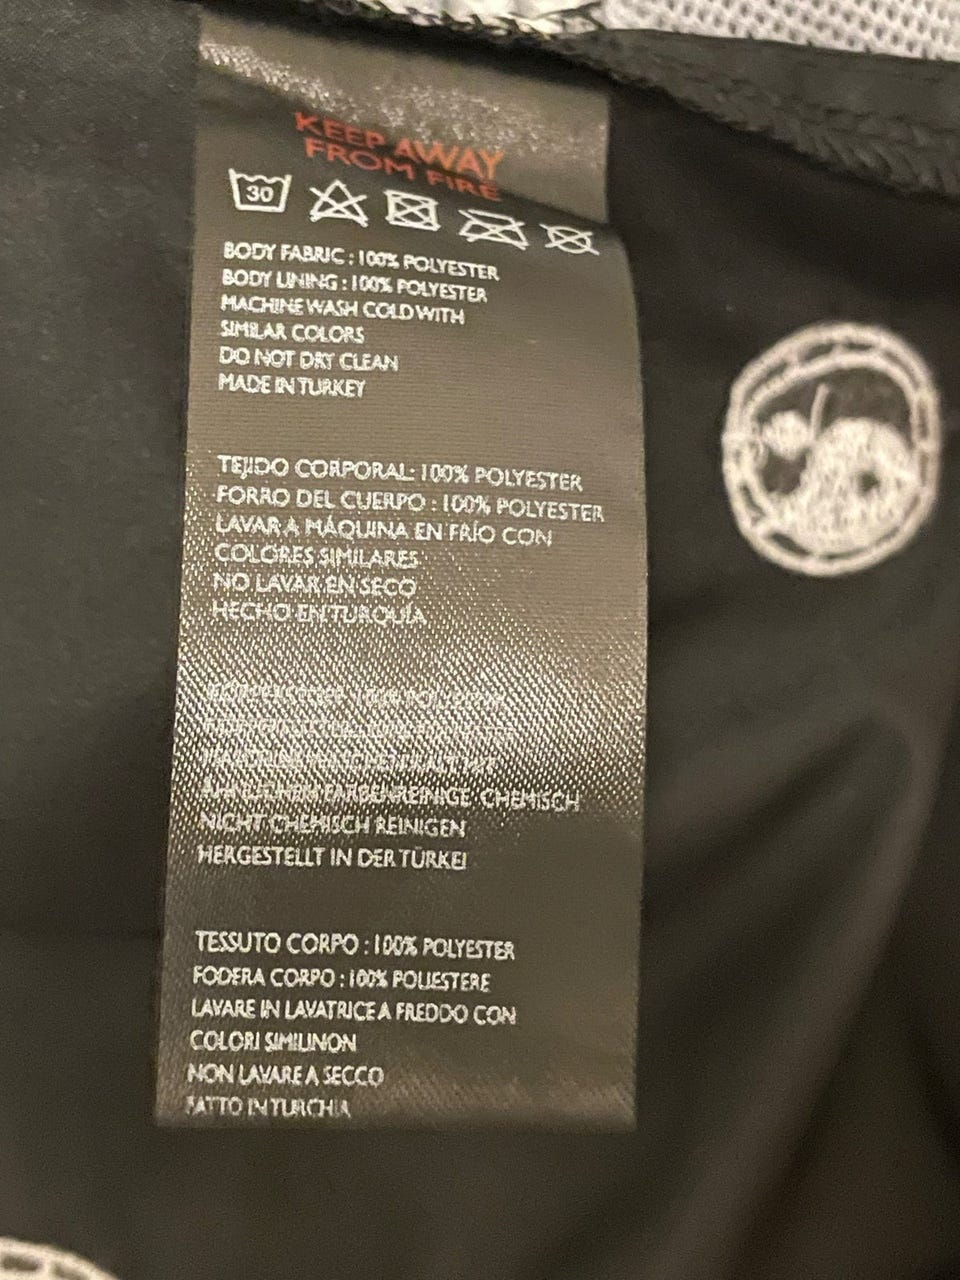 KEEP AWAY
FROM FIRE
30
BODY FABRIC : 100% POLYESTER
BODY LINING : 100% POLYESTER
MACHINE WASH COLD WITH
SIMILAR COLORS
DO NOT DRY CLEAN
MADE IN TURKEY
TEJIDO CORPORAL: 100% POLYESTER
FORRO DEL CUERPO : 100% POLYESTER
LAVAR A MÁQUINA EN FRÍO CON
COLORES SIMILARES
NO LAVAR EN SECO
HECHO EN TURQUÍA
ÄHNLICHEN FARBENREINIGE CHEMISCH
NICHT CHEMISCH REINIGEN
HERGESTELLT IN DER TÜRKEI
TESSUTO CORPO : 100% POLYESTER
FODERA CORPO : 100% POLIESTERE
LAVARE IN LAVATRICE A FREDDO CON
COLORI SIMILINON
NON LAVARE A SECCO
FATTO IN TURCHIA